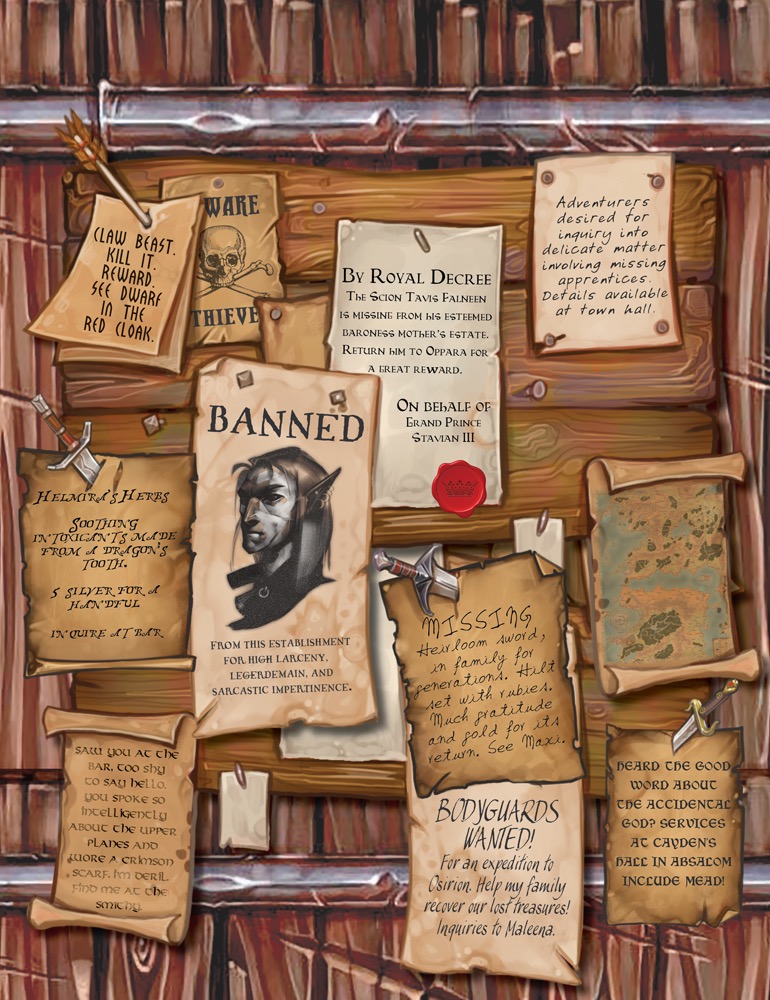 CLAW BEAST.
KILL IT.
REWARD.
SEE DWARF
IN THE
RED CLOAK.
WARE
THIEVE
By Royal Decree
The Scion Tavis Falneen
is missing from his esteemed
baroness mother's estate.
Return him to Oppara for
a great reward.
On behalf of
Grand Prince
Stavian III
Adventurers
desired for
inquiry into
delicate matter
involving missing
apprentices.
Details available
at town hall.
BANNED
From this establishment
for high larceny,
legerdemain, and
sarcastic impertinence.
Helmira's Herbs
Soothing
intoxicants made
from a dragon's
tooth.
5 silver for a
handful
Inquire at bar
MISSING
Heirloom sword,
in family for
generations. Hilt
set with rubies.
Much gratitude
and gold for its
return. See Maxi.
Saw you at the
bar, too shy
to say hello.
You spoke so
intelligently
about the upper
planes and
wore a crimson
scarf. I'm Deril.
Find me at the
smithy.
BODYGUARDS
WANTED!
For an expedition to
Osirion. Help my family
recover our lost treasures!
Inquiries to Maleena.
Heard the good
word about
the Accidental
God? Services
at Cayden's
Hall in Absalom
include mead!